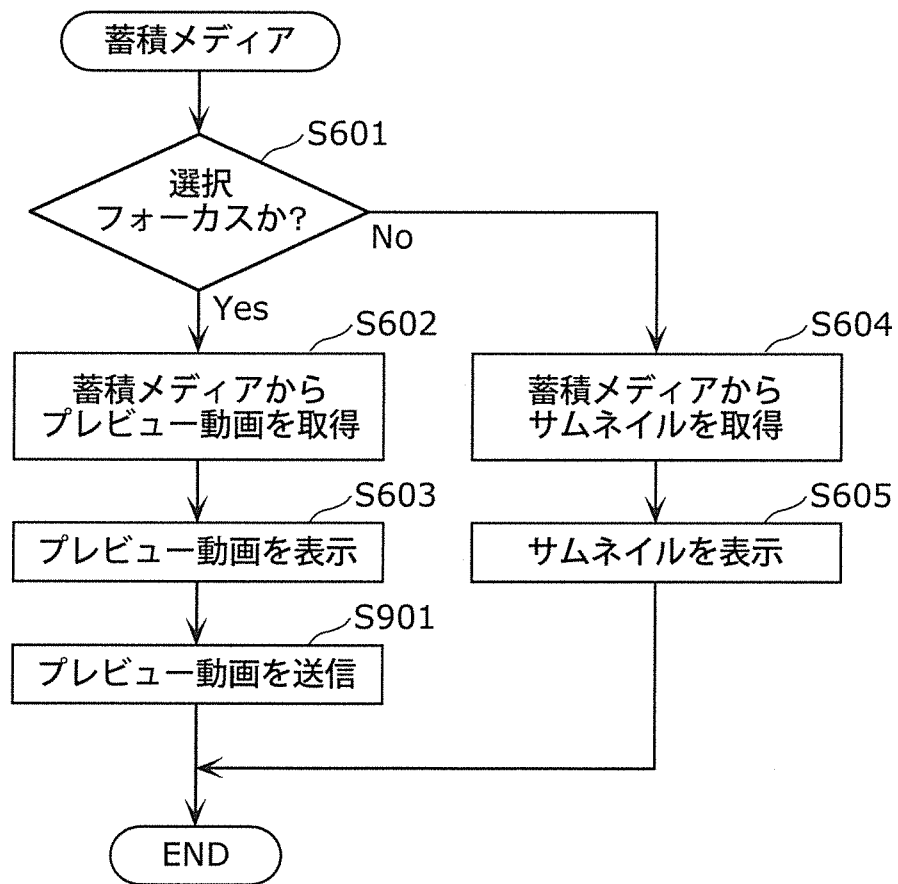 蓄積メディア
S601
選択
フォーカスか?
No
Yes
S602
蓄積メディアから
プレビュー動画を取得
S604
蓄積メディアから
サムネイルを取得
S603
プレビュー動画を表示
S605
サムネイルを表示
S901
プレビュー動画を送信
END